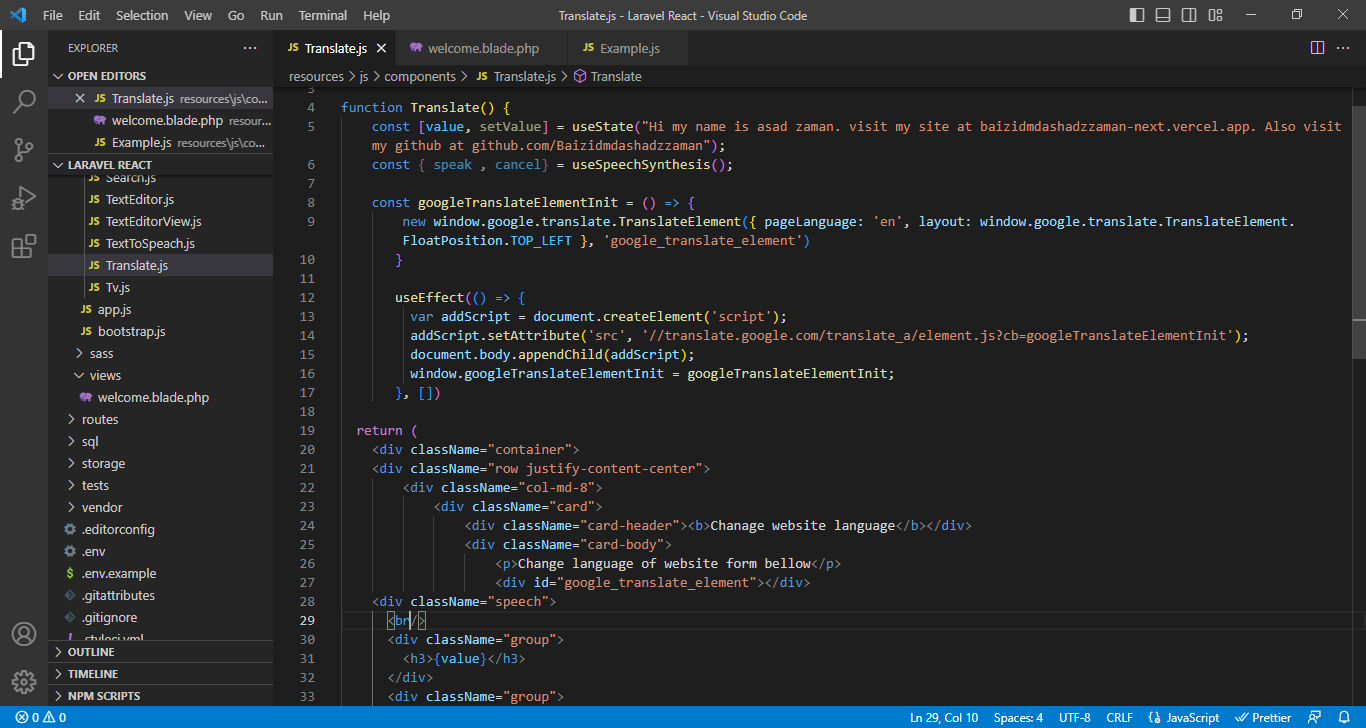 File Edit Selection View Go Run Terminal Help Translate.js - Laravel React - Visual Studio Code
EXPLORER
OPEN EDITORS
JS Translate.js resources\js\co...
welcome.blade.php resour...
JS Example.js resources\js\co...
LARAVEL REACT
JS Search.js
JS TextEditor.js
JS TextEditorView.js
JS TextToSpeach.js
JS Translate.js
JS Tv.js
JS app.js
JS bootstrap.js
sass
views
welcome.blade.php
routes
sql
storage
tests
vendor
.editorconfig
.env
$ .env.example
.gitattributes
.gitignore
! .styleci.yml
OUTLINE
TIMELINE
NPM SCRIPTS
JS Translate.js welcome.blade.php JS Example.js
resources > js > components > JS Translate.js > Translate
3
4 function Translate() {
5 const [value, setValue] = useState("Hi my name is asad zaman. visit my site at baizidmdashadzzaman-next.vercel.app. Also visit
my github at github.com/Baizidmdashadzzaman");
6 const { speak , cancel} = useSpeechSynthesis();
7
8 const googleTranslateElementInit = () => {
9 new window.google.translate.TranslateElement({ pageLanguage: 'en', layout: window.google.translate.TranslateElement.
FloatPosition.TOP_LEFT }, 'google_translate_element')
10 }
11
12 useEffect(() => {
13 var addScript = document.createElement('script');
14 addScript.setAttribute('src', '//translate.google.com/translate_a/element.js?cb=googleTranslateElementInit');
15 document.body.appendChild(addScript);
16 window.googleTranslateElementInit = googleTranslateElementInit;
17 }, [])
18
19 return (
20 <div className="container">
21 <div className="row justify-content-center">
22 <div className="col-md-8">
23 <div className="card">
24 <div className="card-header"><b>Chanage website language</b></div>
25 <div className="card-body">
26 <p>Change language of website form bellow</p>
27 <div id="google_translate_element"></div>
28 <div className="speech">
29 <br/>
30 <div className="group">
31 <h3>{value}</h3>
32 </div>
33 <div className="group">
0 0 Ln 29, Col 10 Spaces: 4 UTF-8 CRLF JavaScript Prettier